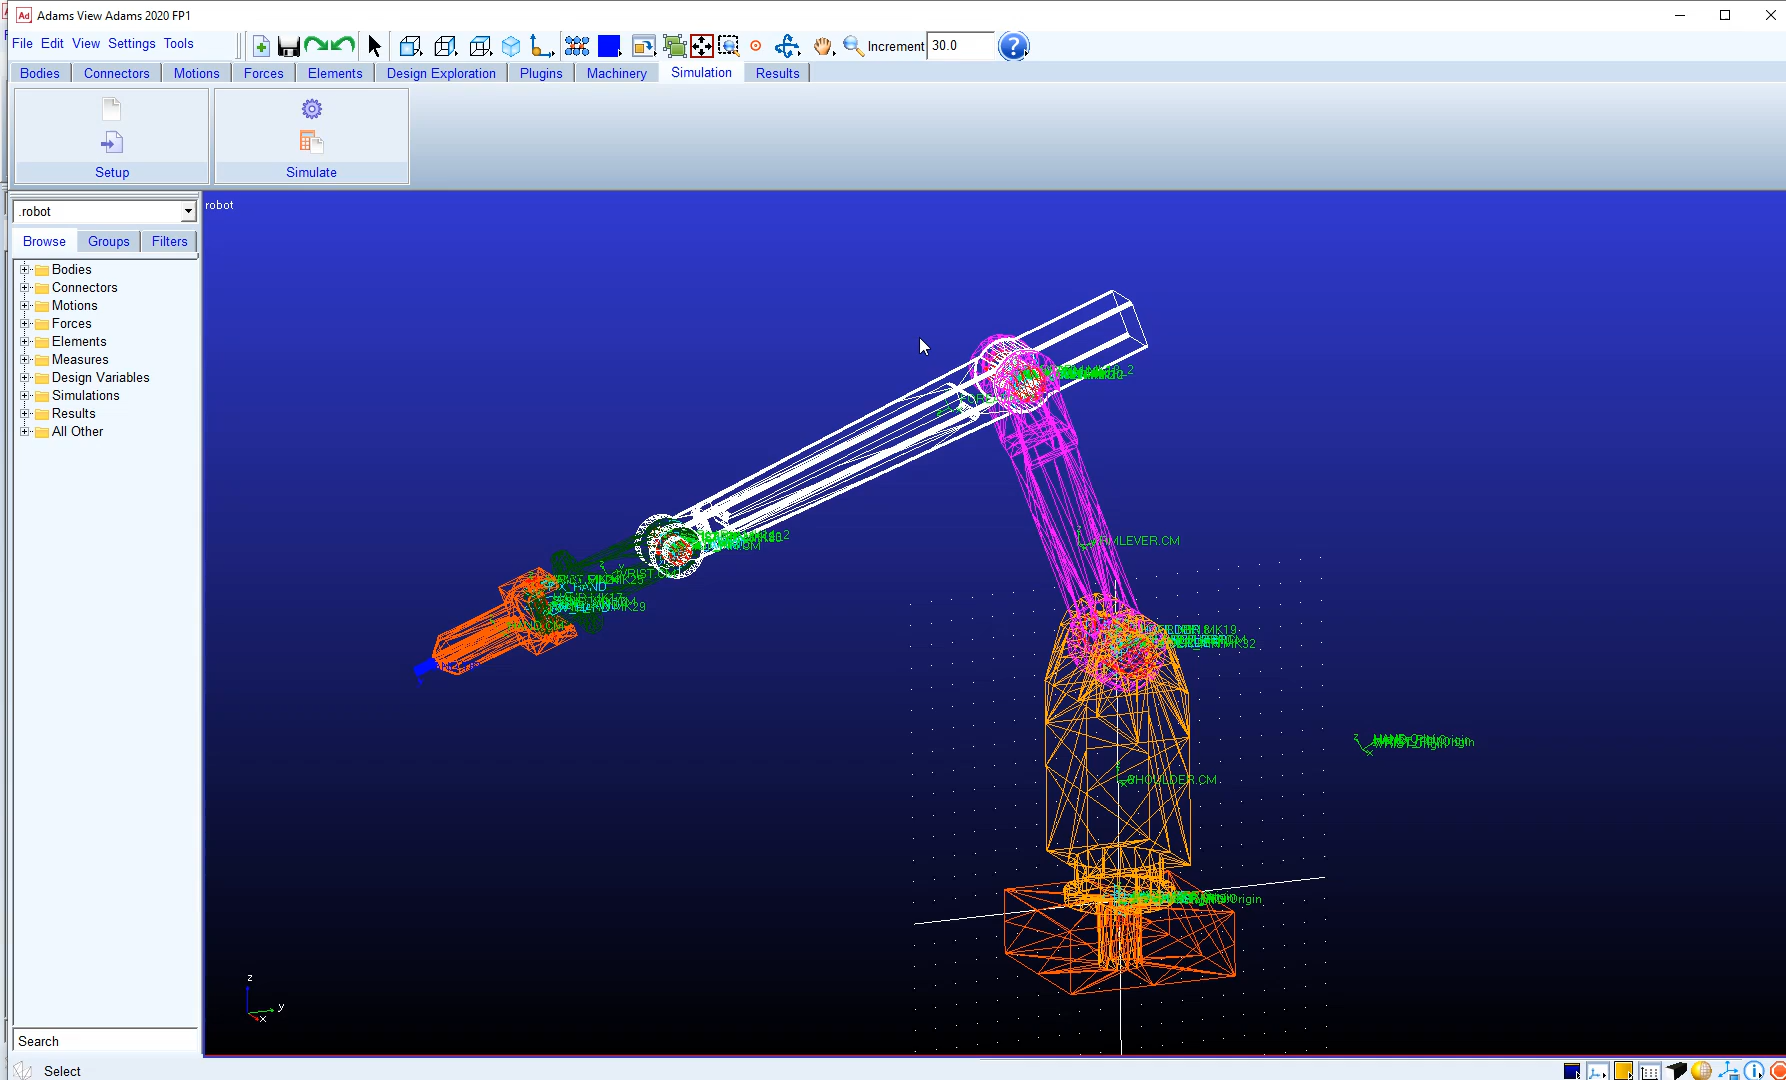 Adams View Adams 2020 FP1
File Edit View Settings Tools
Increment 30.0
Bodies Connectors Motions Forces Elements Design Exploration Plugins Machinery Simulation Results
Setup Simulate
.robot
robot
Browse Groups Filters
Bodies
Connectors
Motions
Forces
Elements
Measures
Design Variables
Simulations
Results
All Other
SHOULDER.CM
HAND.CM
z
y
x
Search
Select